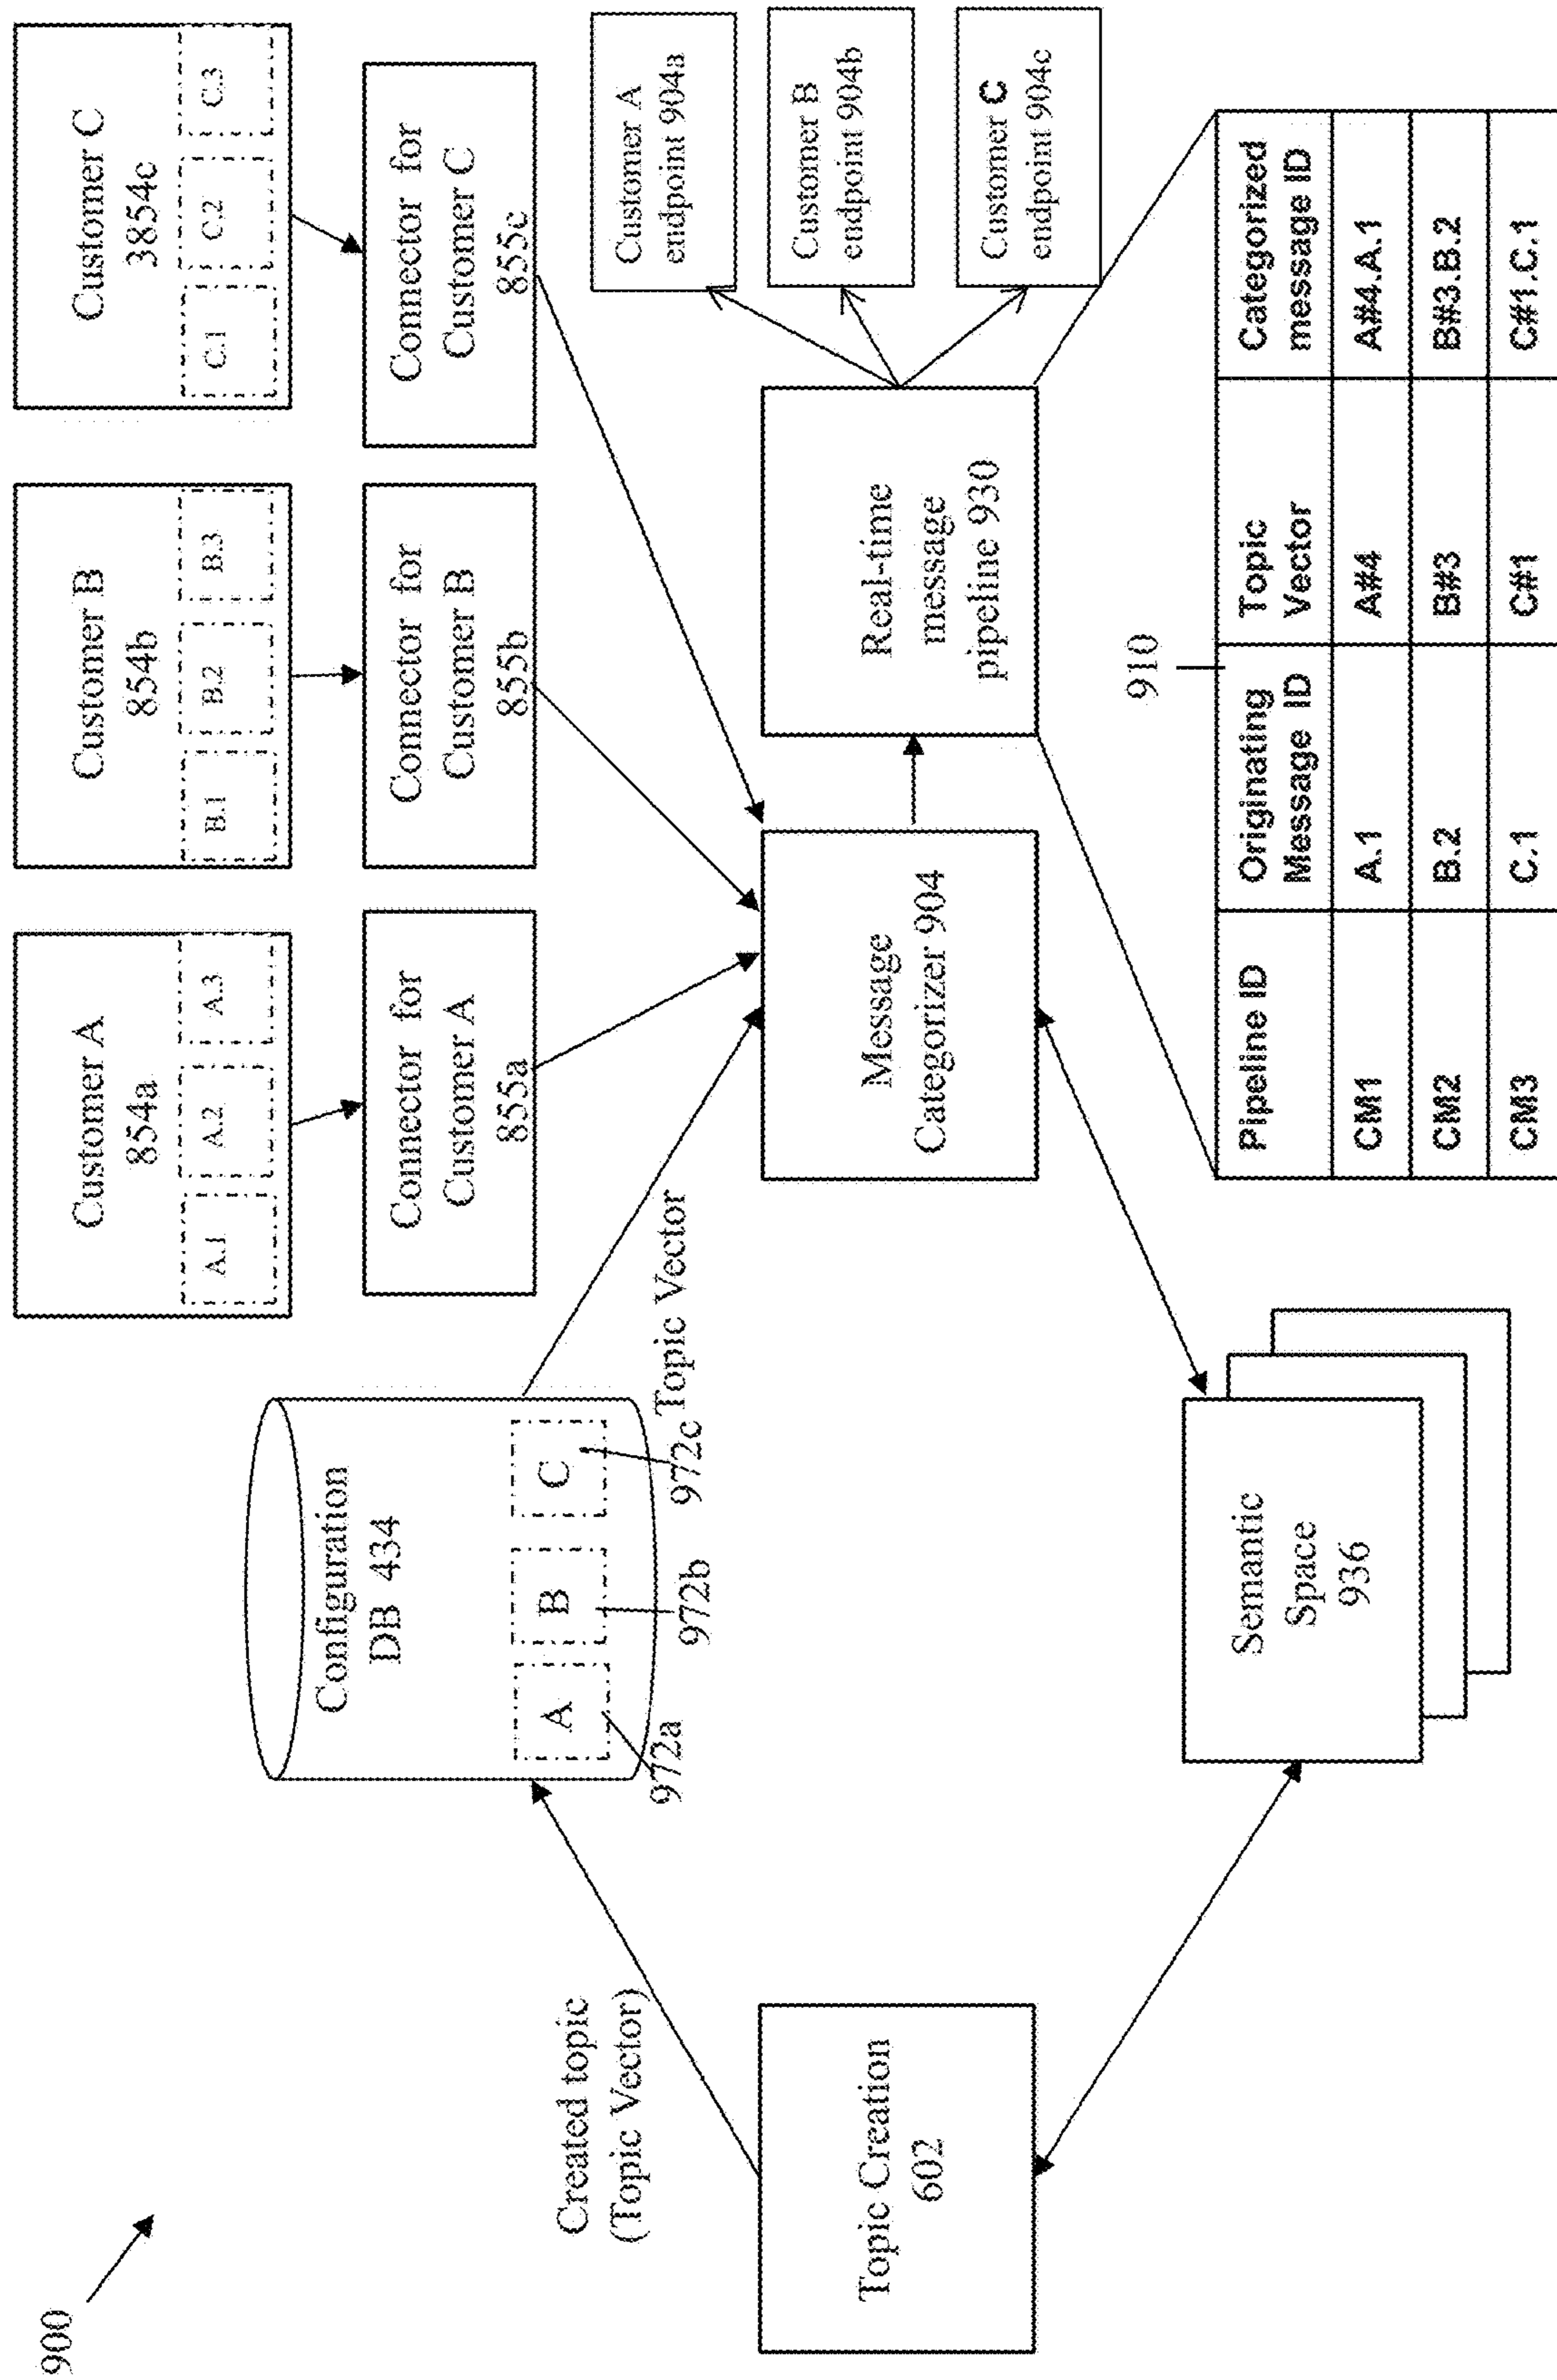 900
Customer A
854a
A.1
A.2
A.3
Customer B
854b
B.1
B.2
B.3
Customer C
3854c
C.1
C.2
C.3
Connector for
Customer A
855a
Connector for
Customer B
855b
Connector for
Customer C
855c
Configuration
DB 434
A
B
C
972a
972b
972c
Topic Vector
Created topic
(Topic Vector)
Topic Creation
602
Semantic
Space
936
Message
Categorizer 904
Real-time
message
pipeline 930
Customer A
endpoint 904a
Customer B
endpoint 904b
Customer C
endpoint 904c
910
Pipeline ID
Originating
Message ID
Topic
Vector
Categorized
message ID
CM1
A.1
A#4
A#4.A.1
CM2
B.2
B#3
B#3.B.2
CM3
C.1
C#1
C#1.C.1